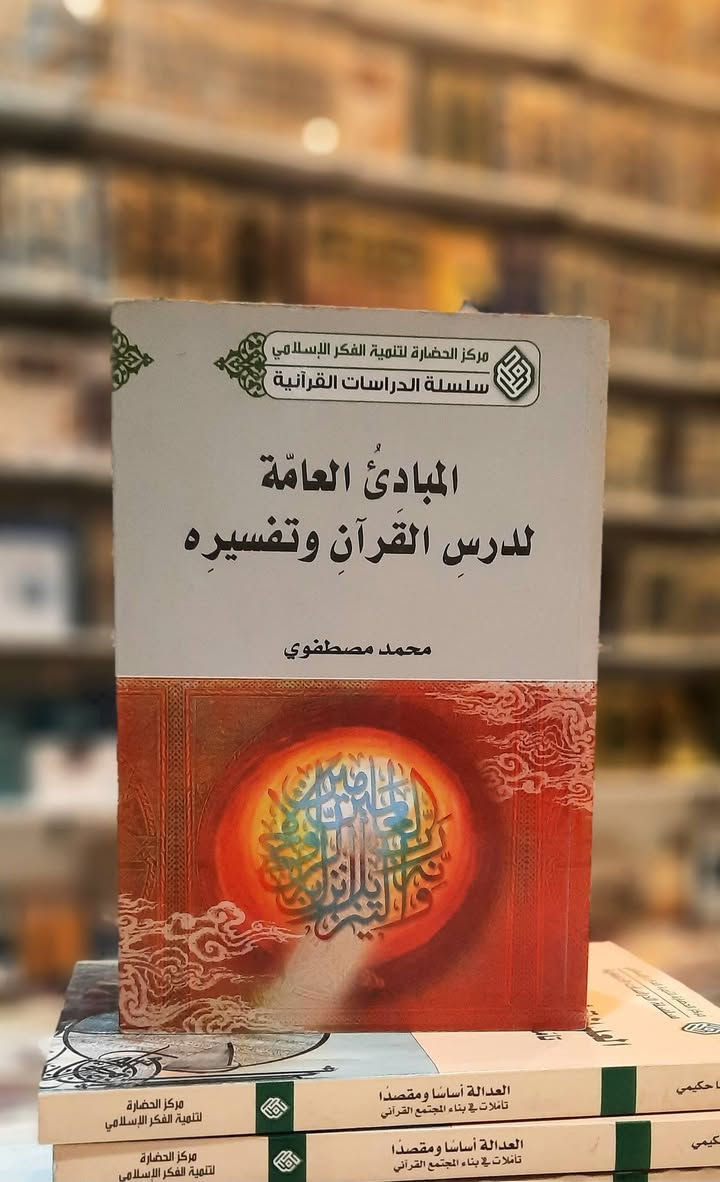 مركز الحضارة لتنمية الفكر الإسلامي
سلسلة الدراسات القرآنية
المبادِئُ العامّة
لدرسِ القرآنِ وتفسيرِه
محمد مصطفوي
العدالة أساسًا ومقصدًا
تأملات في بناء المجتمع القرآني
حكيمي
مركز الحضارة
لتنمية الفكر الإسلامي
العدالة أساسًا ومقصدًا
تأملات في بناء المجتمع القرآني
مركز الحضارة
لتنمية الفكر الإسلامي